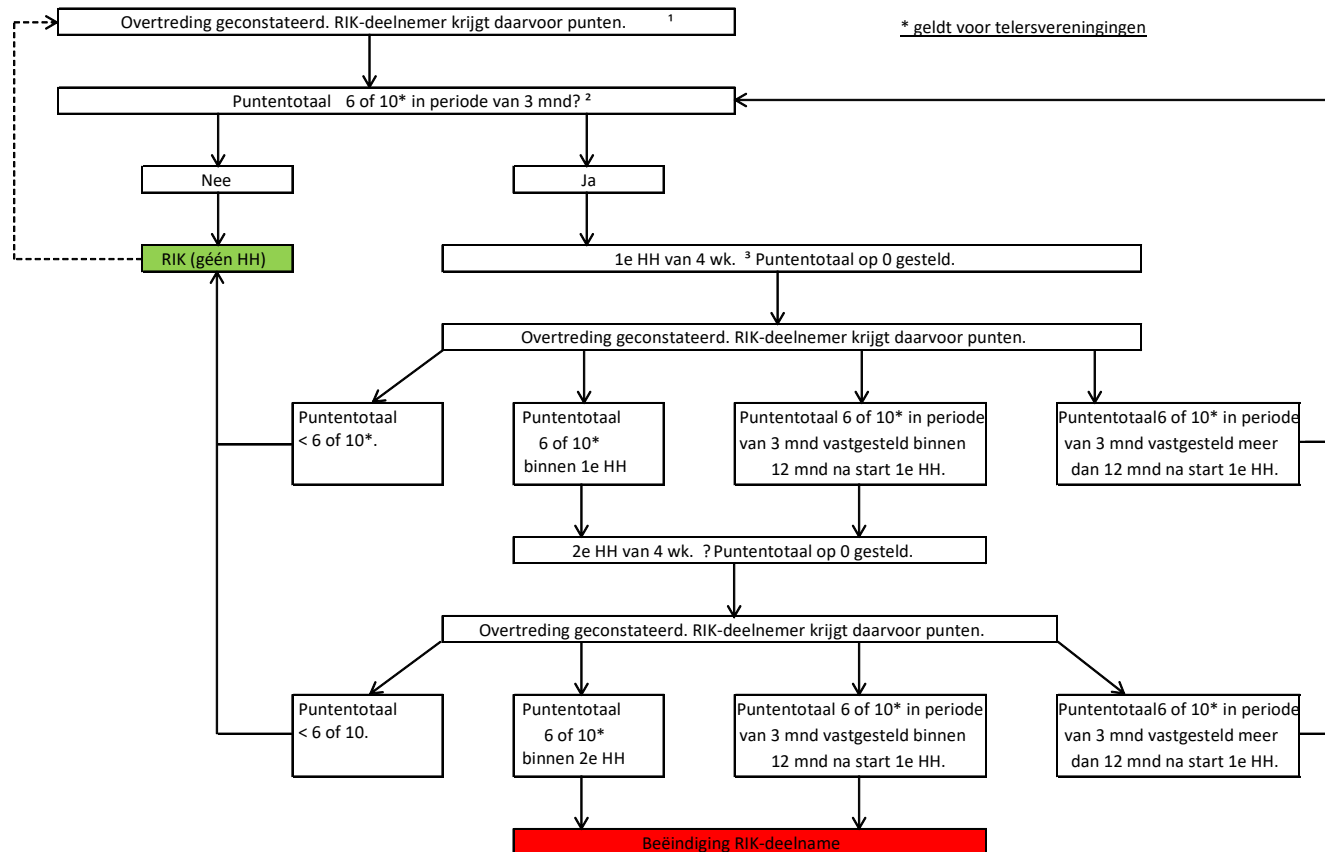 Overtreding geconstateerd. RIK-deelnemer krijgt daarvoor punten. ¹
* geldt voor telersvereningingen
Puntentotaal 6 of 10* in periode van 3 mnd? ²
Nee
Ja
RIK (géén HH)
1e HH van 4 wk. ³ Puntentotaal op 0 gesteld.
Overtreding geconstateerd. RIK-deelnemer krijgt daarvoor punten.
Puntentotaal
< 6 of 10*.
Puntentotaal
6 of 10*
binnen 1e HH
Puntentotaal 6 of 10* in periode
van 3 mnd vastgesteld binnen
12 mnd na start 1e HH.
Puntentotaal6 of 10* in periode
van 3 mnd vastgesteld meer
dan 12 mnd na start 1e HH.
2e HH van 4 wk. ? Puntentotaal op 0 gesteld.
Overtreding geconstateerd. RIK-deelnemer krijgt daarvoor punten.
Puntentotaal
< 6 of 10.
Puntentotaal
6 of 10*
binnen 2e HH
Puntentotaal 6 of 10* in periode
van 3 mnd vastgesteld binnen
12 mnd na start 1e HH.
Puntentotaal6 of 10* in periode
van 3 mnd vastgesteld meer
dan 12 mnd na start 1e HH.
Beëindiging RIK-deelname